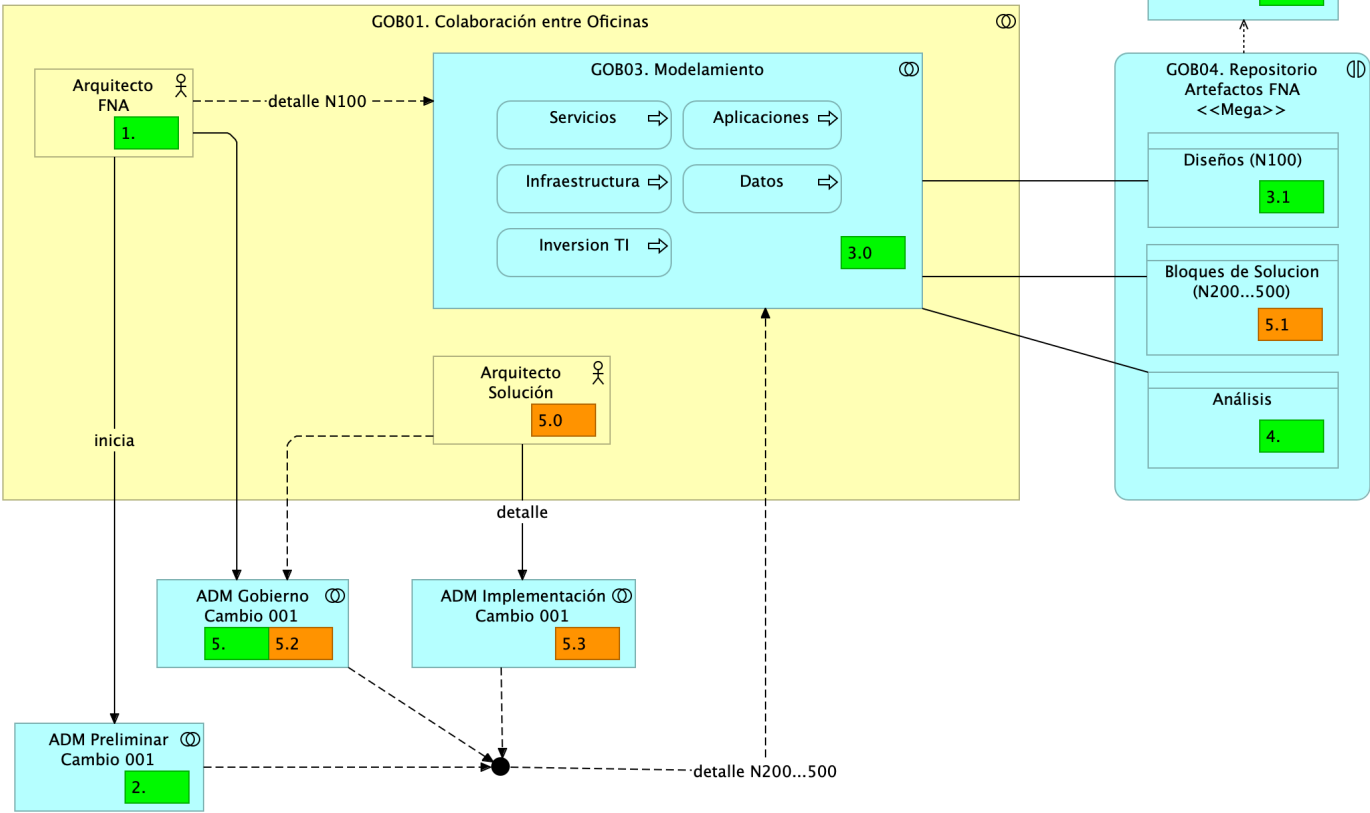 GOB01. Colaboración entre Oficinas
Arquitecto
FNA
1.
detalle N100
GOB03. Modelamiento
Servicios
Aplicaciones
Infraestructura
Datos
Inversion TI
3.0
GOB04. Repositorio
Artefactos FNA
<<Mega>>
Diseños (N100)
3.1
Bloques de Solucion
(N200...500)
5.1
Análisis
4.
Arquitecto
Solución
5.0
inicia
detalle
ADM Gobierno
Cambio 001
5.
5.2
ADM Implementación
Cambio 001
5.3
ADM Preliminar
Cambio 001
2.
detalle N200...500